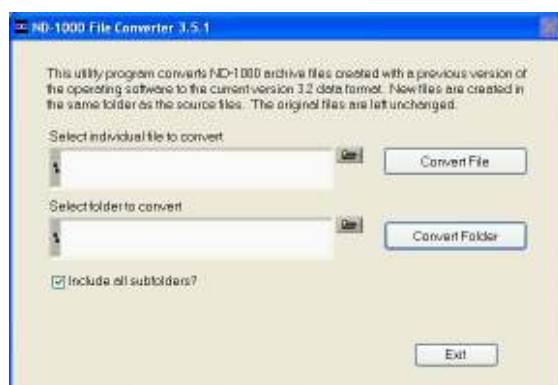 ND-1000 File Converter 3.5.1
This utility program converts ND-1000 archive files created with a previous version of
the operating software to the current version 3.2 data format. New files are created in
the same folder as the source files. The original files are left unchanged.
Select individual file to convert
Convert File
Select folder to convert
Convert Folder
Include all subfolders?
Exit